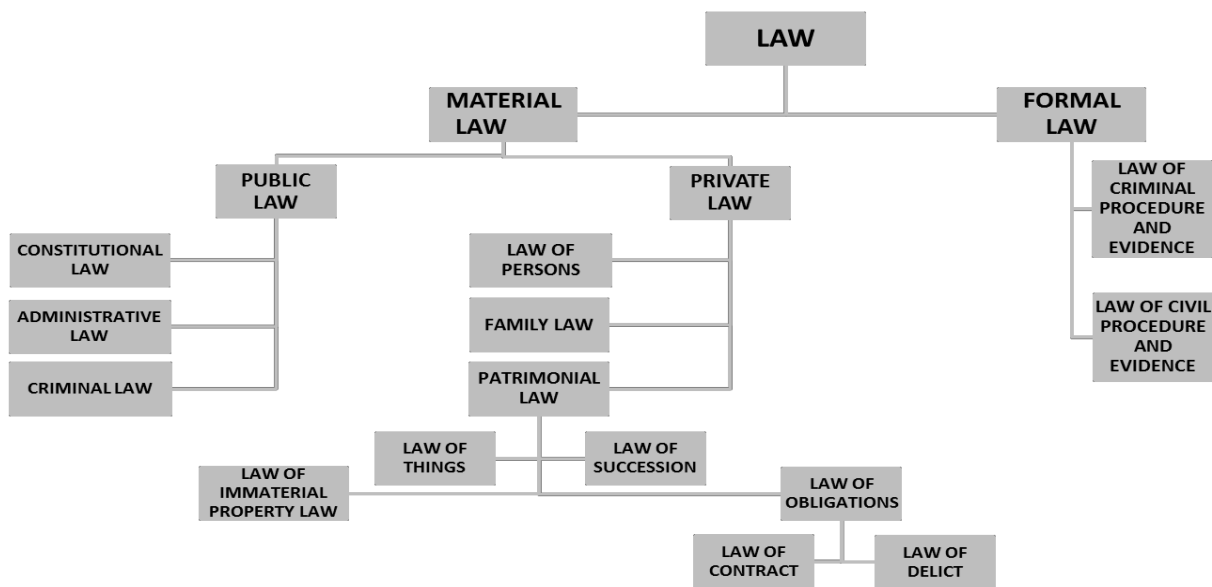 LAW
MATERIAL
LAW
FORMAL
LAW
PUBLIC
LAW
PRIVATE
LAW
LAW OF
CRIMINAL
PROCEDURE
AND
EVIDENCE
CONSTITUTIONAL
LAW
LAW OF
PERSONS
ADMINISTRATIVE
LAW
FAMILY LAW
LAW OF CIVIL
PROCEDURE
AND
EVIDENCE
CRIMINAL LAW
PATRIMONIAL
LAW
LAW OF
THINGS
LAW OF
SUCCESSION
LAW OF
IMMATERIAL
PROPERTY LAW
LAW OF
OBLIGATIONS
LAW OF
CONTRACT
LAW OF
DELICT